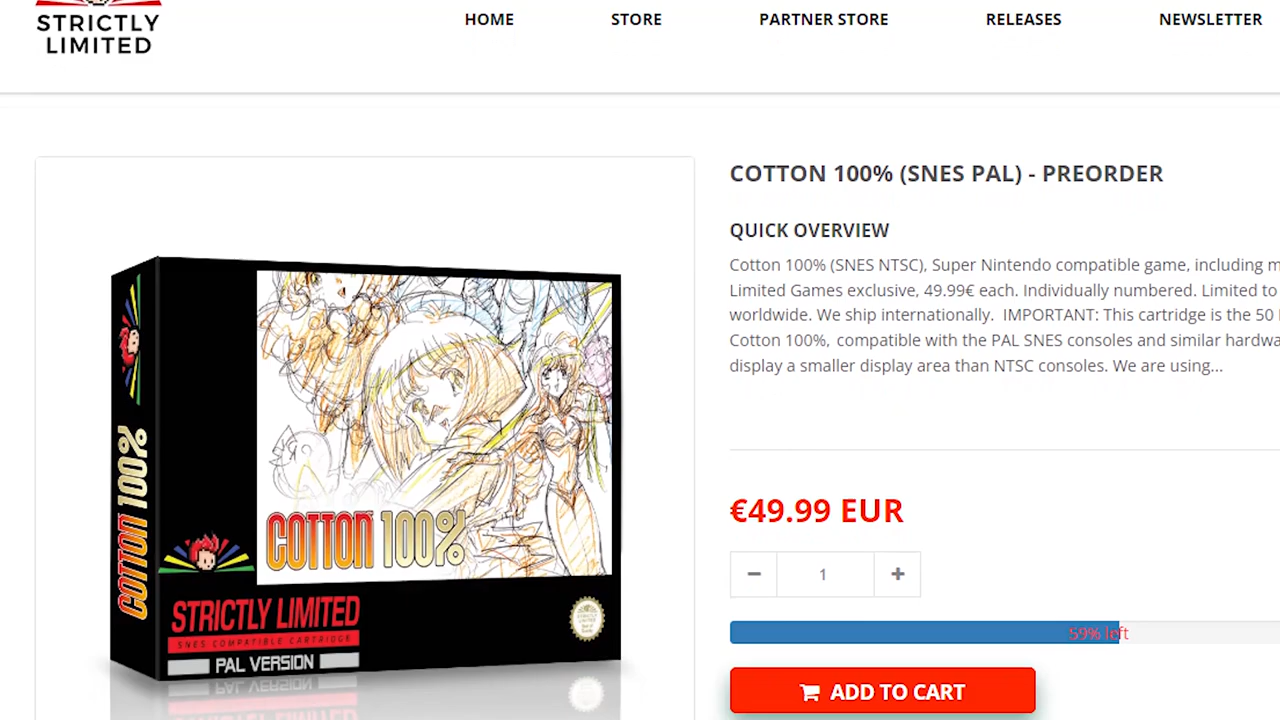 STRICTLY
LIMITED
HOME
STORE
PARTNER STORE
RELEASES
NEWSLETTER
COTTON 100% (SNES PAL) - PREORDER
QUICK OVERVIEW
Cotton 100% (SNES NTSC), Super Nintendo compatible game, including
Limited Games exclusive, 49.99€ each. Individually numbered. Limited to
worldwide. We ship internationally. IMPORTANT: This cartridge is the 50
Cotton 100%, compatible with the PAL SNES consoles and similar
display a smaller display area than NTSC consoles. We are using...
€49.99 EUR
1
59% left
ADD TO CART
COTTON 100%
COTTON 100%
STRICTLY LIMITED
SNES COMPATIBLE CARTRIDGE
PAL VERSION